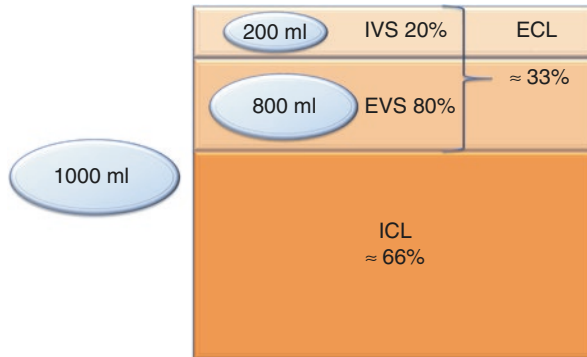 200 ml IVS 20% ECL
≈ 33%
800 ml EVS 80%
1000 ml
ICL
≈ 66%